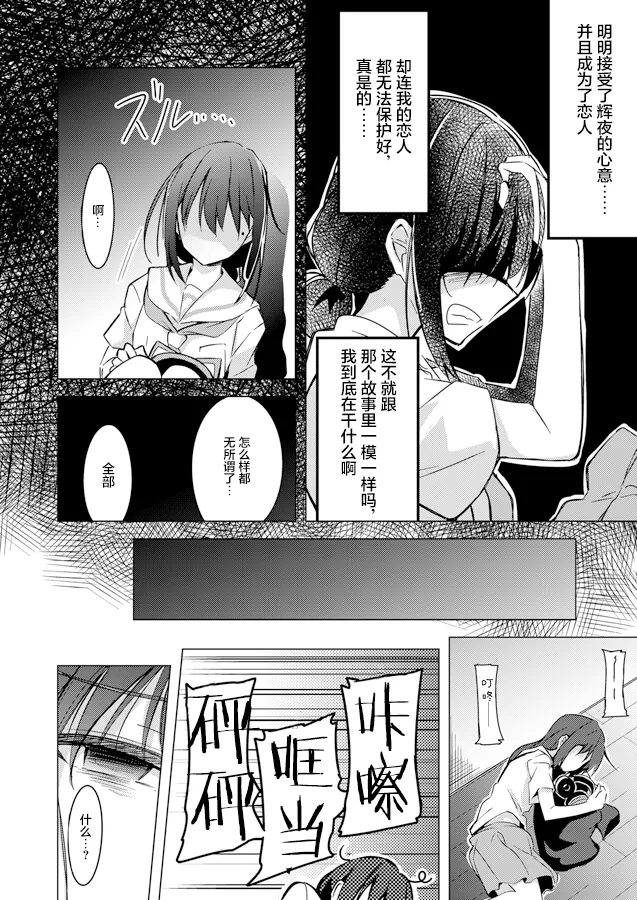 明明接受了辉夜的心意……
并且成为了恋人
却连我的恋人
都无法保护好，
真是的……
这不就跟
那个故事里一模一样吗，
我到底在干什么啊
ズル…
啊…
怎么样都
无所谓了…
全部
叮咚
咔嚓
哐当
砰砰
什么…?